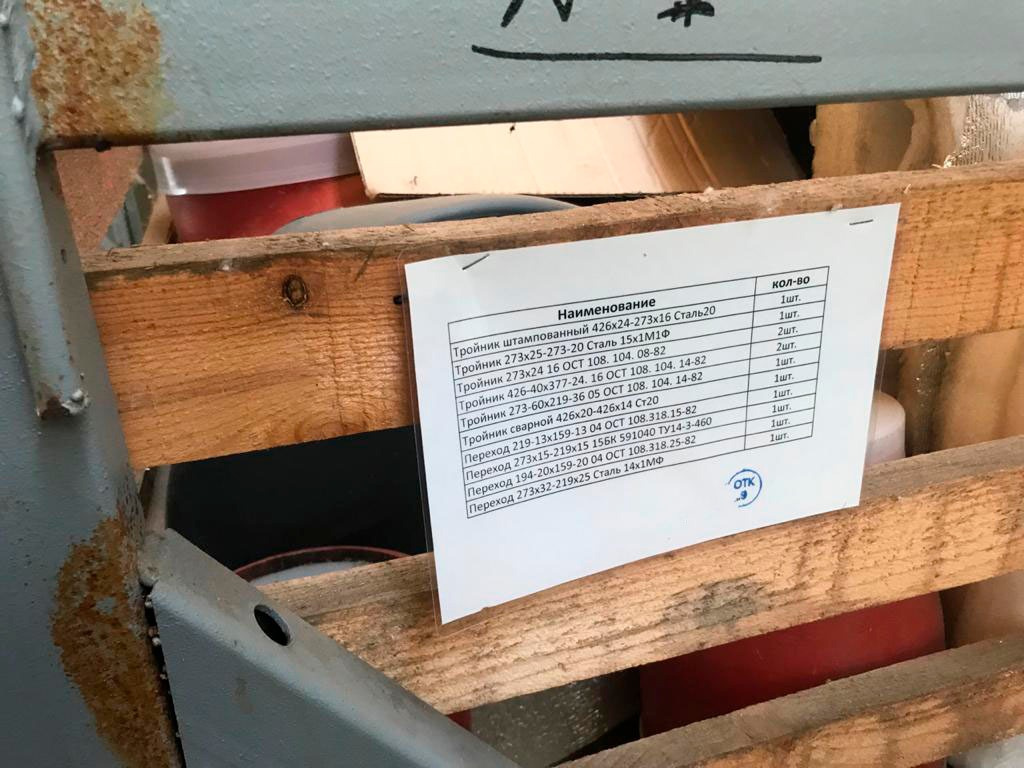 Наименование кол-во
Тройник штампованный 426х24-273х16 Сталь20 1шт.
Тройник 273х25-273-20 Сталь 15х1М1Ф 1шт.
Тройник 273х24 16 ОСТ 108. 104. 08-82 2шт.
Тройник 426-40х377-24. 16 ОСТ 108. 104. 14-82 2шт.
Тройник 273-60х219-36 05 ОСТ 108. 104. 14-82 1шт.
Тройник сварной 426х20-426х14 Ст20 1шт.
Переход 219-13х159-13 04 ОСТ 108.318.15-82 1шт.
Переход 273х15-219х15 15БК 591040 ТУ14-3-460 1шт.
Переход 194-20х159-20 04 ОСТ 108.318.25-82 1шт.
Переход 273х32-219х25 Сталь 14х1МФ 1шт.
ОТК
9